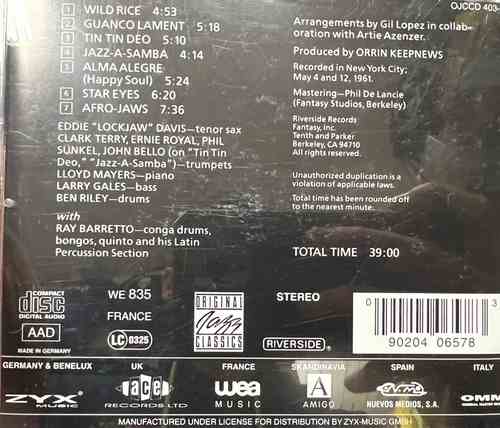 OJCCD 403-
1 WILD RICE 4:53
2 GUANCO LAMENT 5:18
3 TIN TIN DEO 5:10
4 JAZZ-A-SAMBA 4:14
5 ALMA ALEGRE
(Happy Soul) 5:24
6 STAR EYES 6:20
7 AFRO-JAWS 7:36
EDDIE "LOCKJAW" DAVIS—tenor sax
CLARK TERRY, ERNIE ROYAL, PHIL
SUNKEL, JOHN BELLO (on "Tin Tin
Deo," "Jazz-A-Samba")—trumpets
LLOYD MAYERS—piano
LARRY GALES—bass
BEN RILEY—drums
with
RAY BARRETTO—conga drums,
bongos, quinto and his Latin
Percussion Section
Arrangements by Gil Lopez in collab-
oration with Artie Azenzer.
Produced by ORRIN KEEPNEWS
Recorded in New York City;
May 4 and 12, 1961.
Mastering—Phil De Lancie
(Fantasy Studios, Berkeley)
Riverside Records
Fantasy, Inc.
Tenth and Parker
Berkeley, CA 94710
All rights reserved.
Unauthorized duplication is a
violation of applicable laws.
Total time has been rounded off
to the nearest minute.
TOTAL TIME 39:00
COMPACT
disc
DIGITAL AUDIO
AAD
MADE IN GERMANY
WE 835
FRANCE
LC 0325
ORIGINAL
Jazz
CLASSICS
STEREO
RIVERSIDE
0 90204 06578 3
GERMANY & BENELUX
ZYX
MUSIC
UK
ace
RECORDS LTD
FRANCE
wea
MUSIC
SKANDINAVIA
A
AMIGO
SPAIN
NUEVOS MEDIOS, S.A.
ITALY
MANUFACTURED UNDER LICENSE FOR DISTRIBUTION BY ZYX-MUSIC GMBH